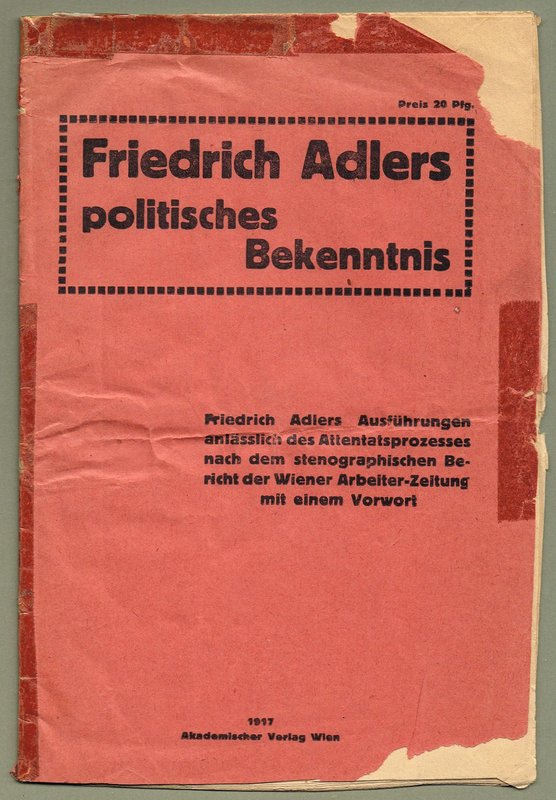 Preis 20 Pfg.
Friedrich Adlers
politisches
Bekenntnis
Friedrich Adlers Ausführungen
anlässlich des Attentatsprozesses
nach dem stenographischen Be-
richt der Wiener Arbeiter-Zeitung
mit einem Vorwort
1917
Akademischer Verlag Wien